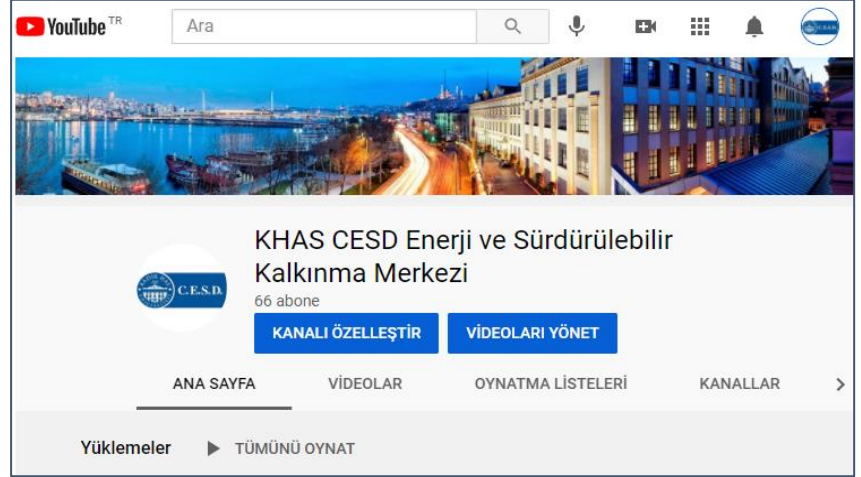 YouTube TR
Ara
KHAS CESD Enerji ve Sürdürülebilir
Kalkınma Merkezi
C.E.S.D.
66 abone
KANALI ÖZELLEŞTİR VİDEOLARI YÖNET
ANA SAYFA VİDEOLAR OYNATMA LİSTELERİ KANALLAR
Yüklemeler TÜMÜNÜ OYNAT